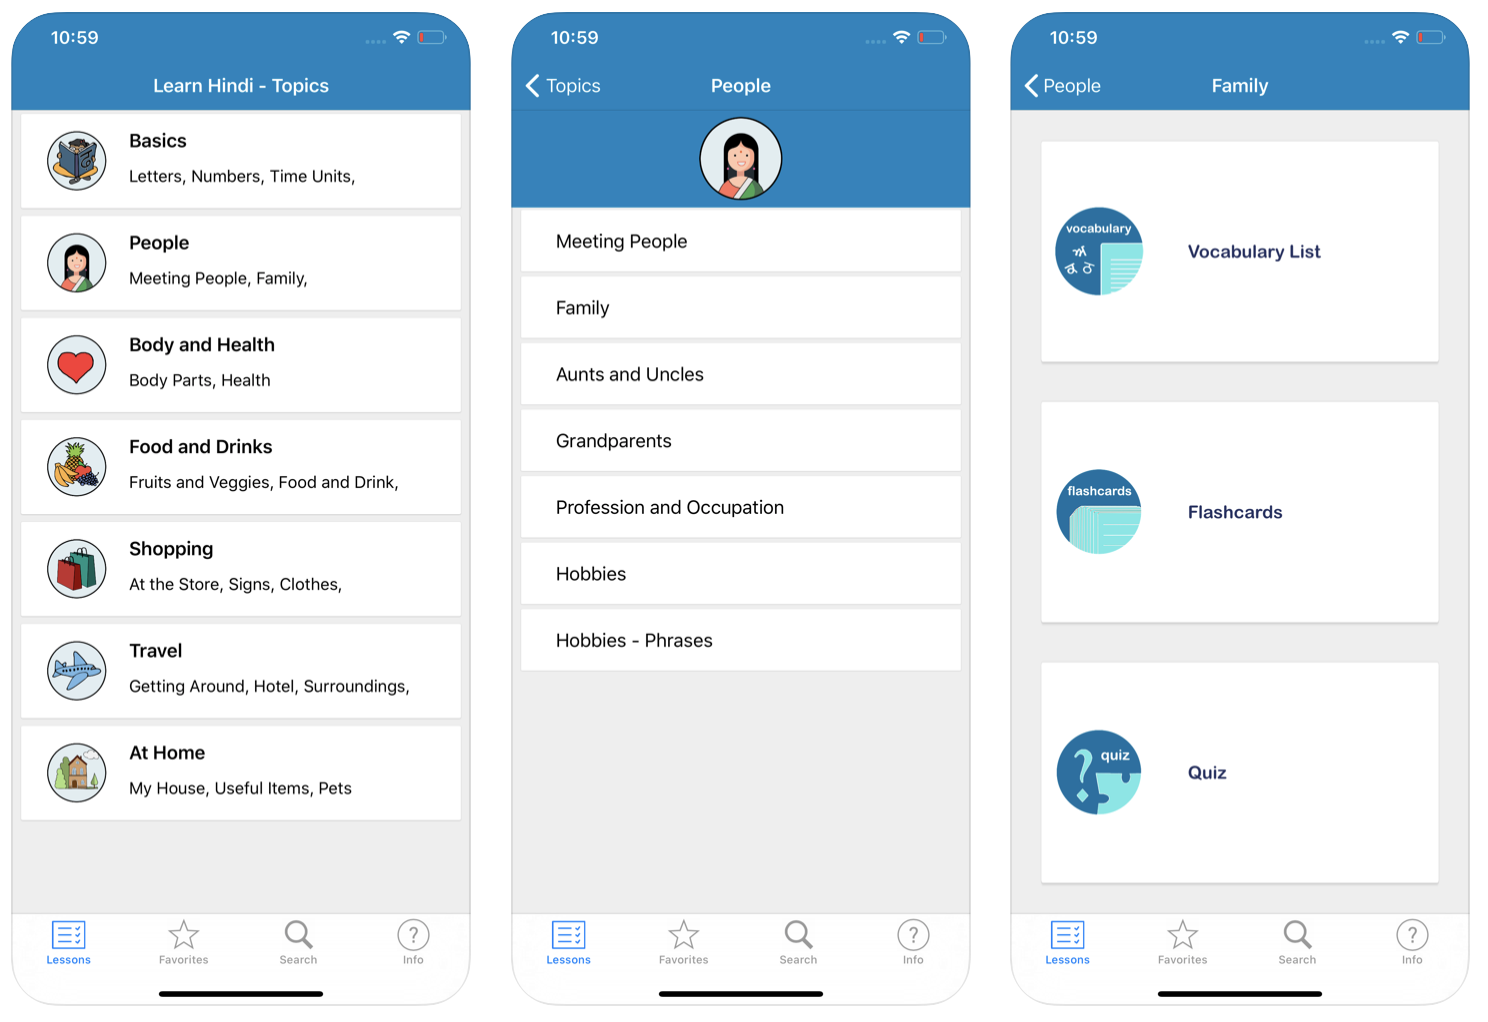 10:59
Learn Hindi - Topics
Basics
Letters, Numbers, Time Units,
People
Meeting People, Family,
Body and Health
Body Parts, Health
Food and Drinks
Fruits and Veggies, Food and Drink,
Shopping
At the Store, Signs, Clothes,
Travel
Getting Around, Hotel, Surroundings,
At Home
My House, Useful Items, Pets
Lessons
Favorites
Search
?
Info
10:59
Topics
People
Meeting People
Family
Aunts and Uncles
Grandparents
Profession and Occupation
Hobbies
Hobbies - Phrases
Lessons
Favorites
Search
?
Info
10:59
People
Family
vocabulary
Vocabulary List
flashcards
Flashcards
? quiz
Quiz
Lessons
Favorites
Search
?
Info